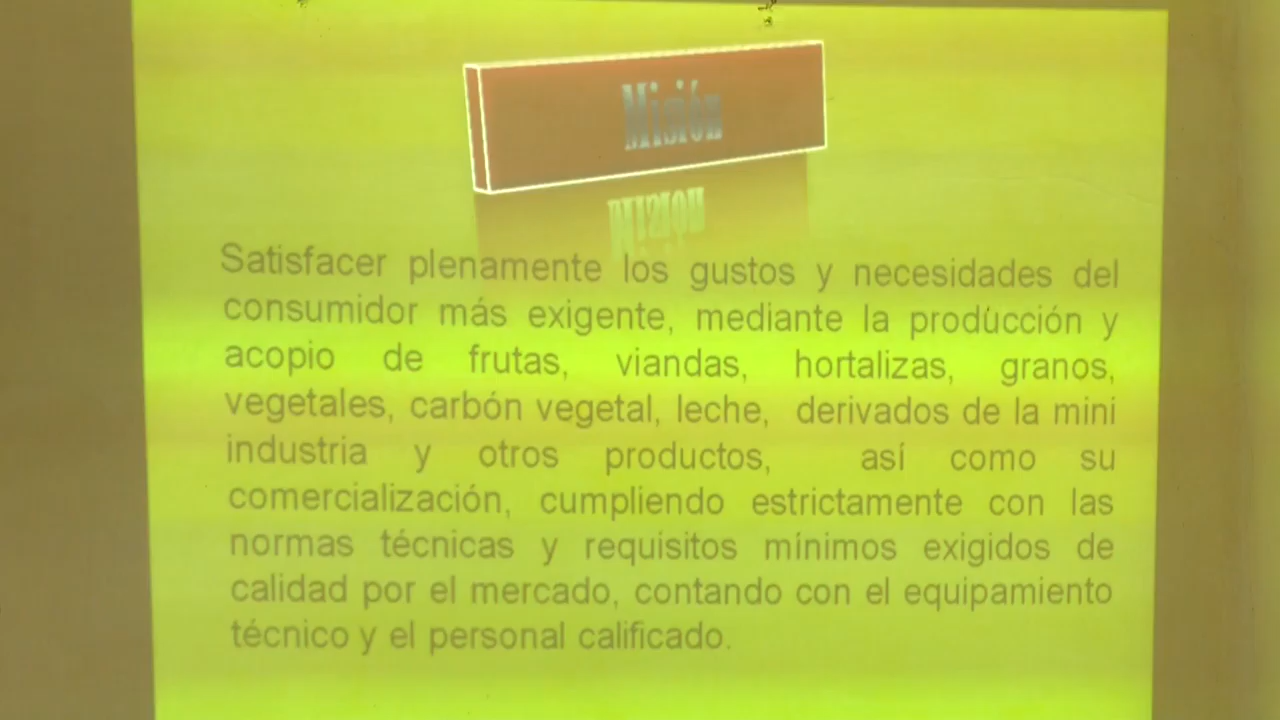 Misión
Satisfacer plenamente los gustos y necesidades del
consumidor más exigente, mediante la producción y
acopio de frutas, viandas, hortalizas, granos,
vegetales, carbón vegetal, leche, derivados de la mini
industria y otros productos, así como su
comercialización, cumpliendo estrictamente con las
normas técnicas y requisitos mínimos exigidos de
calidad por el mercado, contando con el equipamiento
técnico y el personal calificado.